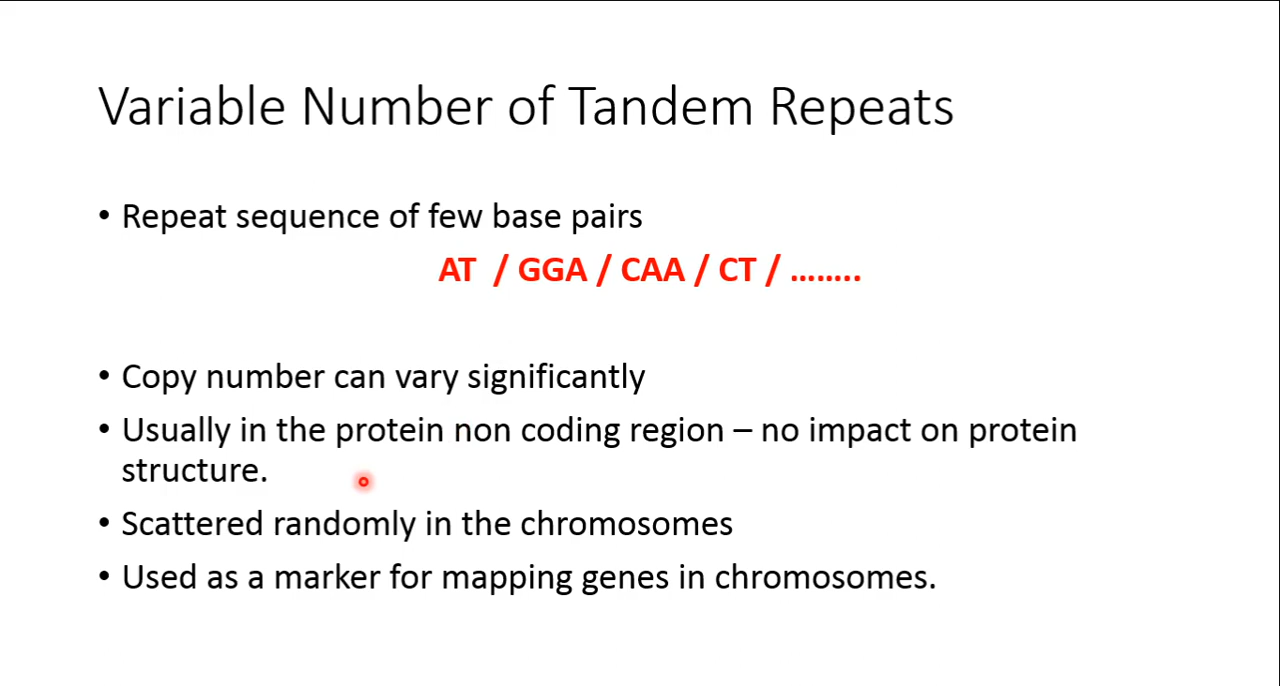 Variable Number of Tandem Repeats
• Repeat sequence of few base pairs
AT / GGA / CAA / CT / ........
• Copy number can vary significantly
• Usually in the protein non coding region – no impact on protein
structure.
• Scattered randomly in the chromosomes
• Used as a marker for mapping genes in chromosomes.